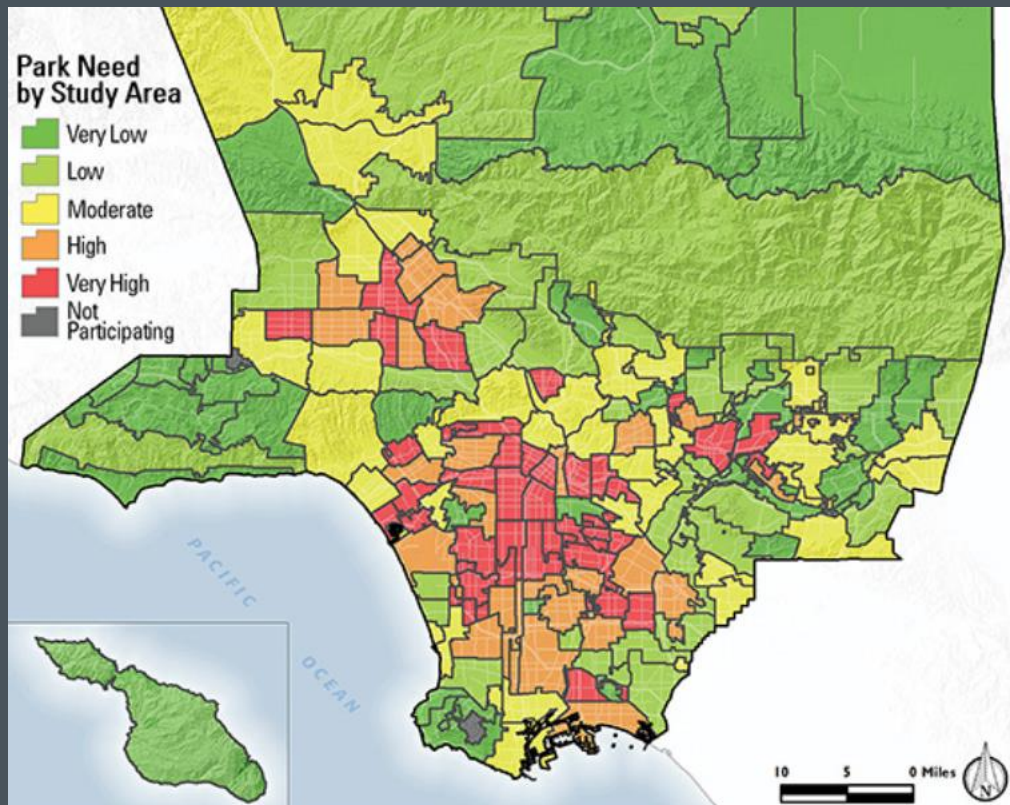 Park Need
by Study Area
Very Low
Low
Moderate
High
Very High
Not
Participating
PACIFIC
OCEAN
10 5 0 Miles
N